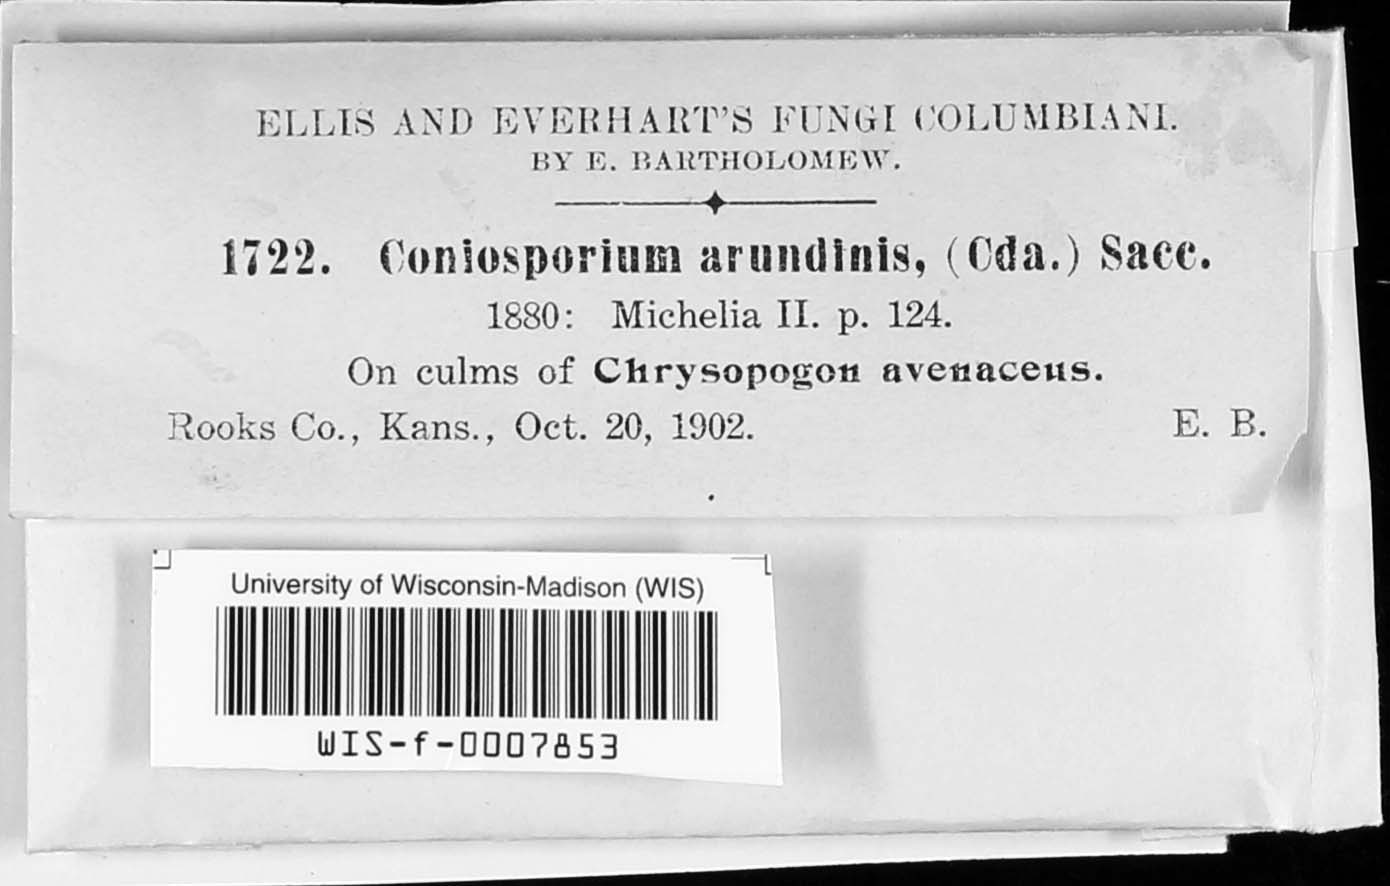 ELLIS AND EVERHART'S FUNGI COLUMBIANI.
BY E. BARTHOLOMEW.
1722. Coniosporium arundinis, (Cda.) Sacc.
1880: Michelia II. p. 124.
On culms of Chrysopogon avenaceus.
Rooks Co., Kans., Oct. 20, 1902. E. B.
University of Wisconsin-Madison (WIS)
WIS-f-0007853